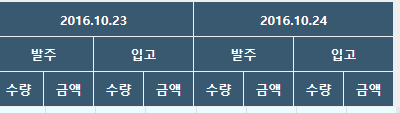 2016.10.23 2016.10.24
발주 입고 발주 입고
수량 금액 수량 금액 수량 금액 수량 금액